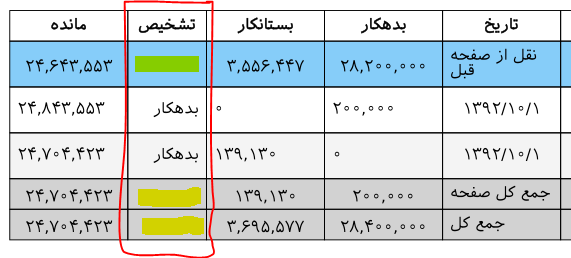 تاریخ بدهکار بستانکار تشخیص مانده
نقل از صفحه
قبل ۲۸,۲۰۰,۰۰۰ ۳,۵۵۶,۴۴۷ ۲۴,۶۴۳,۵۵۳
۱۳۹۲/۱۰/۱ ۲۰۰,۰۰۰ ۰ بدهکار ۲۴,۸۴۳,۵۵۳
۱۳۹۲/۱۰/۱ ۰ ۱۳۹,۱۳۰ بدهکار ۲۴,۷۰۴,۴۲۳
جمع کل صفحه ۲۰۰,۰۰۰ ۱۳۹,۱۳۰ ۲۴,۷۰۴,۴۲۳
جمع کل ۲۸,۴۰۰,۰۰۰ ۳,۶۹۵,۵۷۷ ۲۴,۷۰۴,۴۲۳